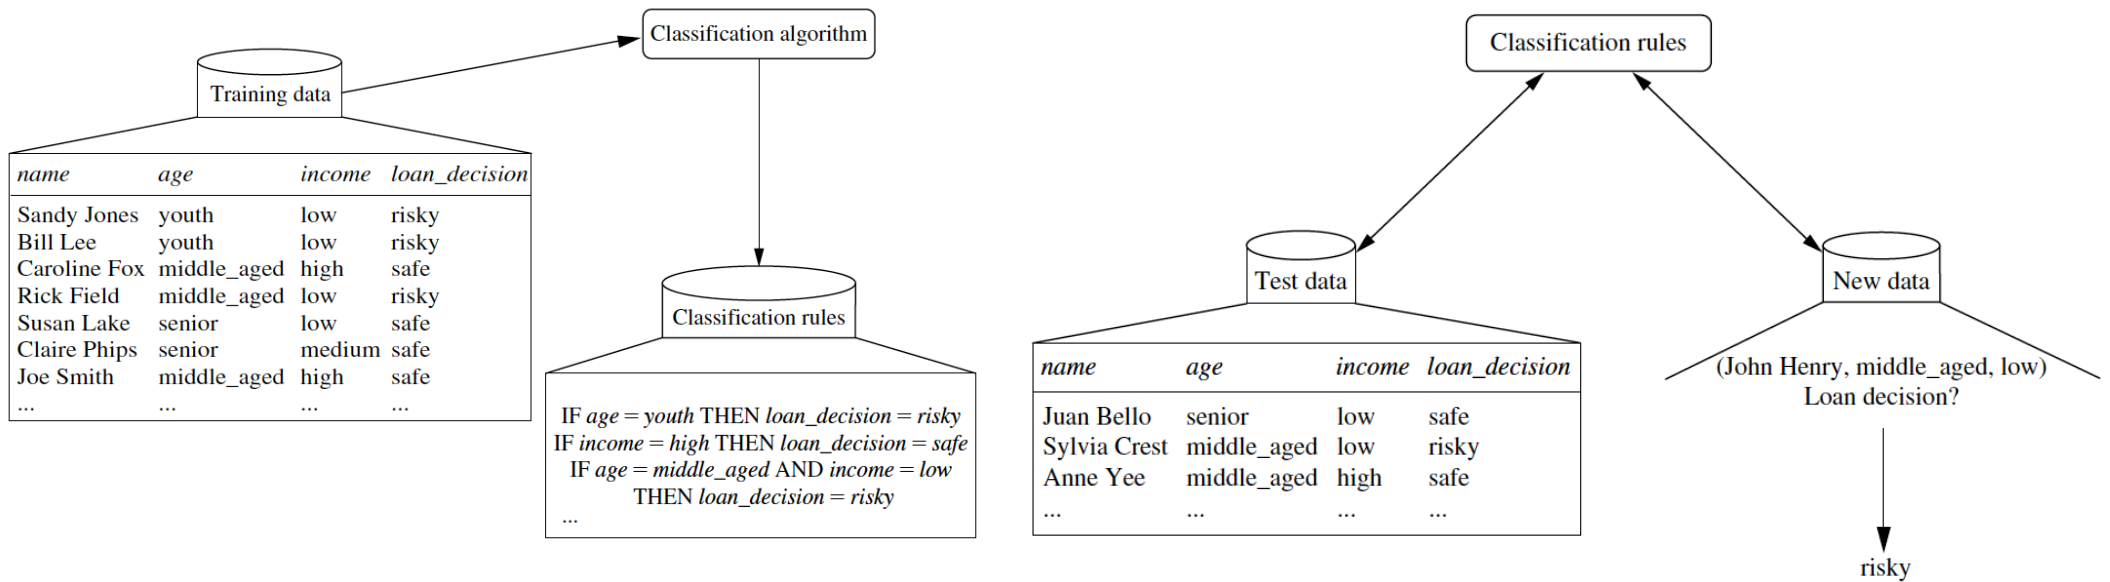 Classification algorithm
Training data
name age income loan_decision
Sandy Jones youth low risky
Bill Lee youth low risky
Caroline Fox middle_aged high safe
Rick Field middle_aged low risky
Susan Lake senior low safe
Claire Phips senior medium safe
Joe Smith middle_aged high safe
... ... ... ...
Classification rules
IF age = youth THEN loan_decision = risky
IF income = high THEN loan_decision = safe
IF age = middle_aged AND income = low
THEN loan_decision = risky
...
Classification rules
Test data
name age income loan_decision
Juan Bello senior low safe
Sylvia Crest middle_aged low risky
Anne Yee middle_aged high safe
... ... ... ...
New data
(John Henry, middle_aged, low)
Loan decision?
risky